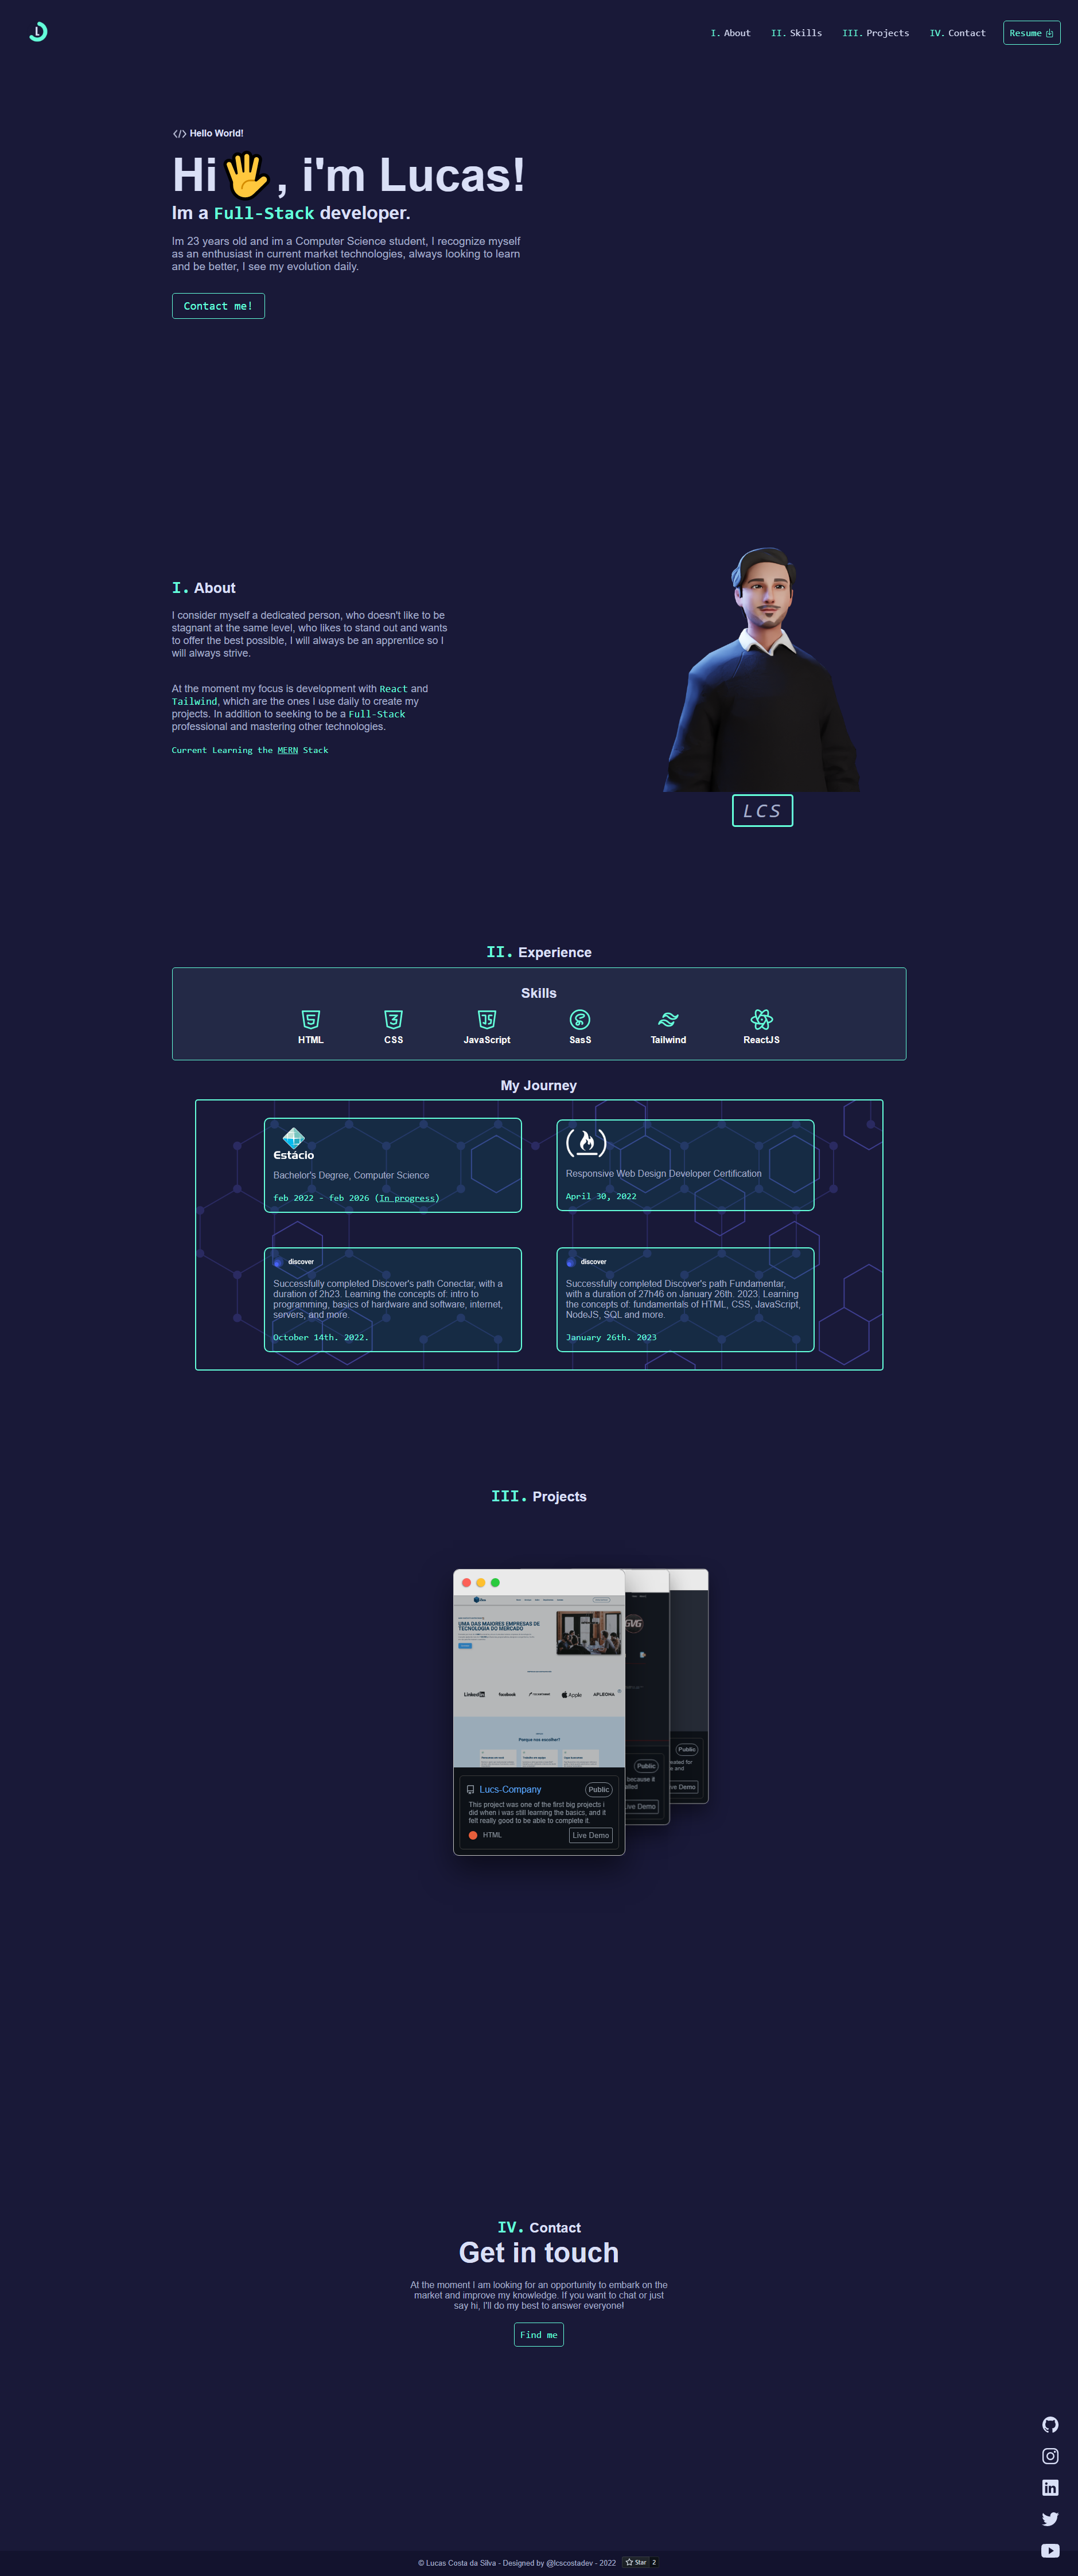 I. About
II. Skills
III. Projects
IV. Contact
Resume
Hello World!
Hi👋, i'm Lucas!
Im a Full-Stack developer.
Im 23 years old and im a Computer Science student, I recognize myself
as an enthusiast in current market technologies, always looking to learn
and be better, I see my evolution daily.
Contact me!
I. About
I consider myself a dedicated person, who doesn't like to be
stagnant at the same level, who likes to stand out and wants
to offer the best possible, I will always be an apprentice so I
will always strive.
At the moment my focus is development with React and
Tailwind, which are the ones I use daily to create my
projects. In addition to seeking to be a Full-Stack
professional and mastering other technologies.
Current Learning the MERN Stack
LCS
II. Experience
Skills
HTML
CSS
JavaScript
SasS
Tailwind
ReactJS
My Journey
Estácio
Bachelor's Degree, Computer Science
feb 2022 - feb 2026 (In progress)
Responsive Web Design Developer Certification
April 30, 2022
discover
Successfully completed Discover's path Conectar, with a
duration of 2h23. Learning the concepts of: intro to
programming, basics of hardware and software, internet,
servers, and more.
October 14th. 2022.
discover
Successfully completed Discover's path Fundamentar,
with a duration of 27h46 on January 26th. 2023. Learning
the concepts of: fundamentals of HTML, CSS, JavaScript,
NodeJS, SQL and more.
January 26th. 2023
III. Projects
UMA DAS MAIORES EMPRESAS DE
TECNOLOGIA DO MERCADO
LinkedIn
facebook
Apple
Porque nos acolher?
Lucs-Company
Public
This project was one of the first big projects i
did when i was still learning the basics, and it
felt really good to be able to complete it.
HTML
Live Demo
GVG
Public
because it
Live Demo
Public
Live Demo
IV. Contact
Get in touch
At the moment I am looking for an opportunity to embark on the
market and improve my knowledge. If you want to chat or just
say hi, I'll do my best to answer everyone!
Find me
© Lucas Costa da Silva - Designed by @lcscostadev - 2022
Star 2